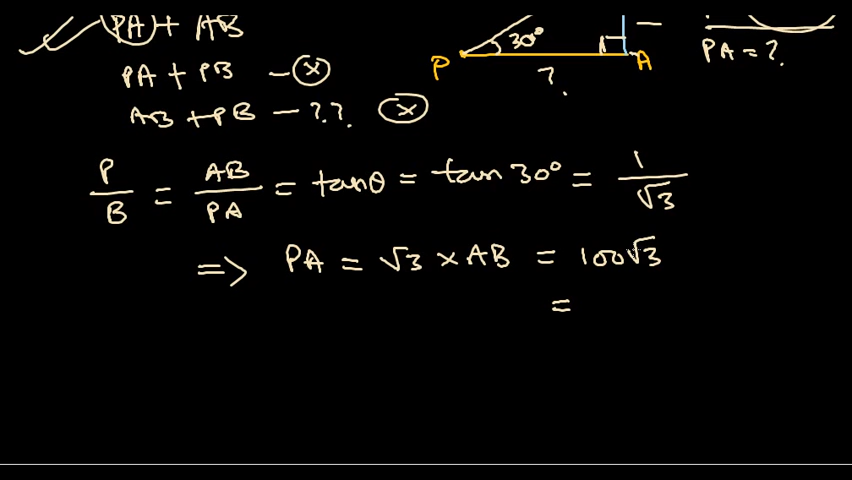 PA + AB
PA + PB — ⓧ
AB + PB — ?.?. ⓧ
30°
P
A
?.
PA = ?.
P/B = AB/PA = tanθ = tan 30° = 1/√3
=> PA = √3 × AB = 100√3
=